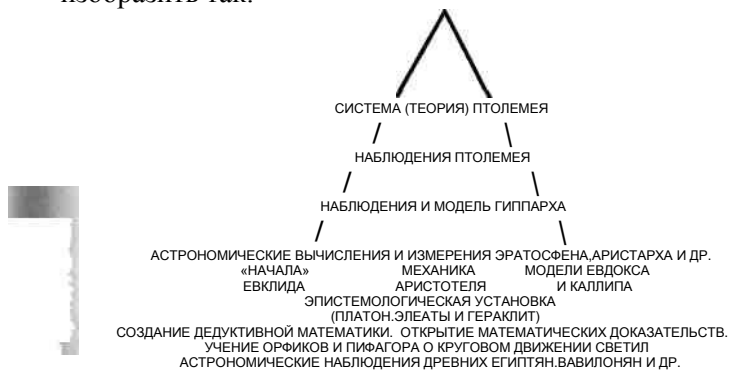 изобразить так:
СИСТЕМА (ТЕОРИЯ) ПТОЛЕМЕЯ
НАБЛЮДЕНИЯ ПТОЛЕМЕЯ
НАБЛЮДЕНИЯ И МОДЕЛЬ ГИППАРХА
АСТРОНОМИЧЕСКИЕ ВЫЧИСЛЕНИЯ И ИЗМЕРЕНИЯ ЭРАТОСФЕНА,АРИСТАРХА И ДР.
«НАЧАЛА» МЕХАНИКА МОДЕЛИ ЕВДОКСА
ЕВКЛИДА АРИСТОТЕЛЯ И КАЛЛИПА
ЭПИСТЕМОЛОГИЧЕСКАЯ УСТАНОВКА
(ПЛАТОН.ЭЛЕАТЫ И ГЕРАКЛИТ)
СОЗДАНИЕ ДЕДУКТИВНОЙ МАТЕМАТИКИ. ОТКРЫТИЕ МАТЕМАТИЧЕСКИХ ДОКАЗАТЕЛЬСТВ.
УЧЕНИЕ ОРФИКОВ И ПИФАГОРА О КРУГОВОМ ДВИЖЕНИИ СВЕТИЛ
АСТРОНОМИЧЕСКИЕ НАБЛЮДЕНИЯ ДРЕВНИХ ЕГИПТЯН.ВАВИЛОНЯН И ДР.